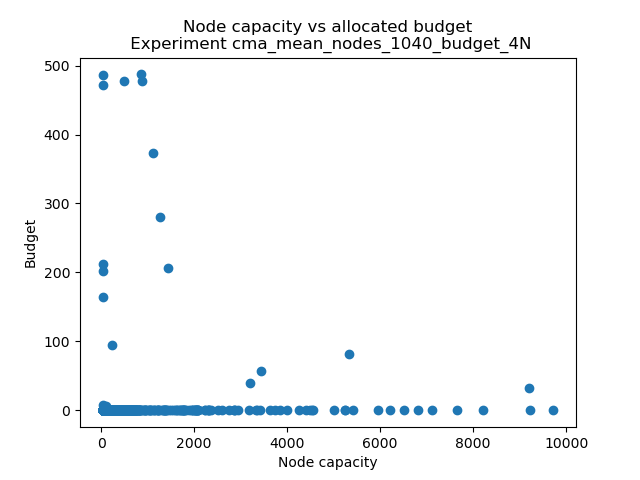 Node capacity vs allocated budget
Experiment cma_mean_nodes_1040_budget_4N
500
400
300
200
100
0
Budget
0 2000 4000 6000 8000 10000
Node capacity